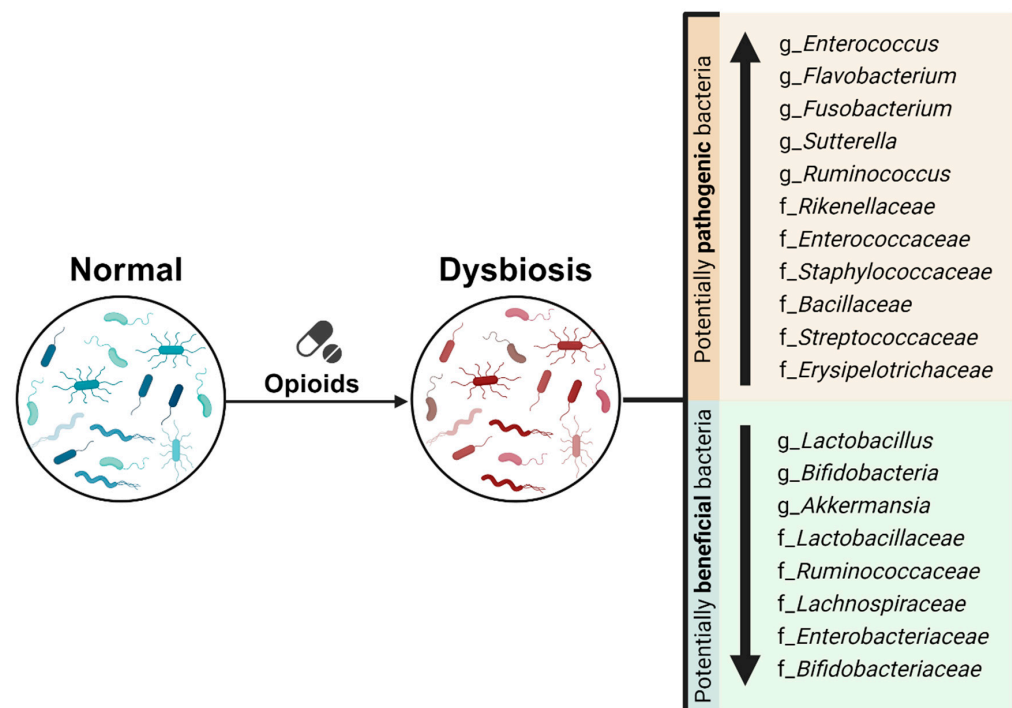 Normal
Opioids
Dysbiosis
Potentially pathogenic bacteria
g_Enterococcus
g_Flavobacterium
g_Fusobacterium
g_Sutterella
g_Ruminococcus
f_Rikenellaceae
f_Enterococcaceae
f_Staphylococcaceae
f_Bacillaceae
f_Streptococcaceae
f_Erysipelotrichaceae
Potentially beneficial bacteria
g_Lactobacillus
g_Bifidobacteria
g_Akkermansia
f_Lactobacillaceae
f_Ruminococcaceae
f_Lachnospiraceae
f_Enterobacteriaceae
f_Bifidobacteriaceae